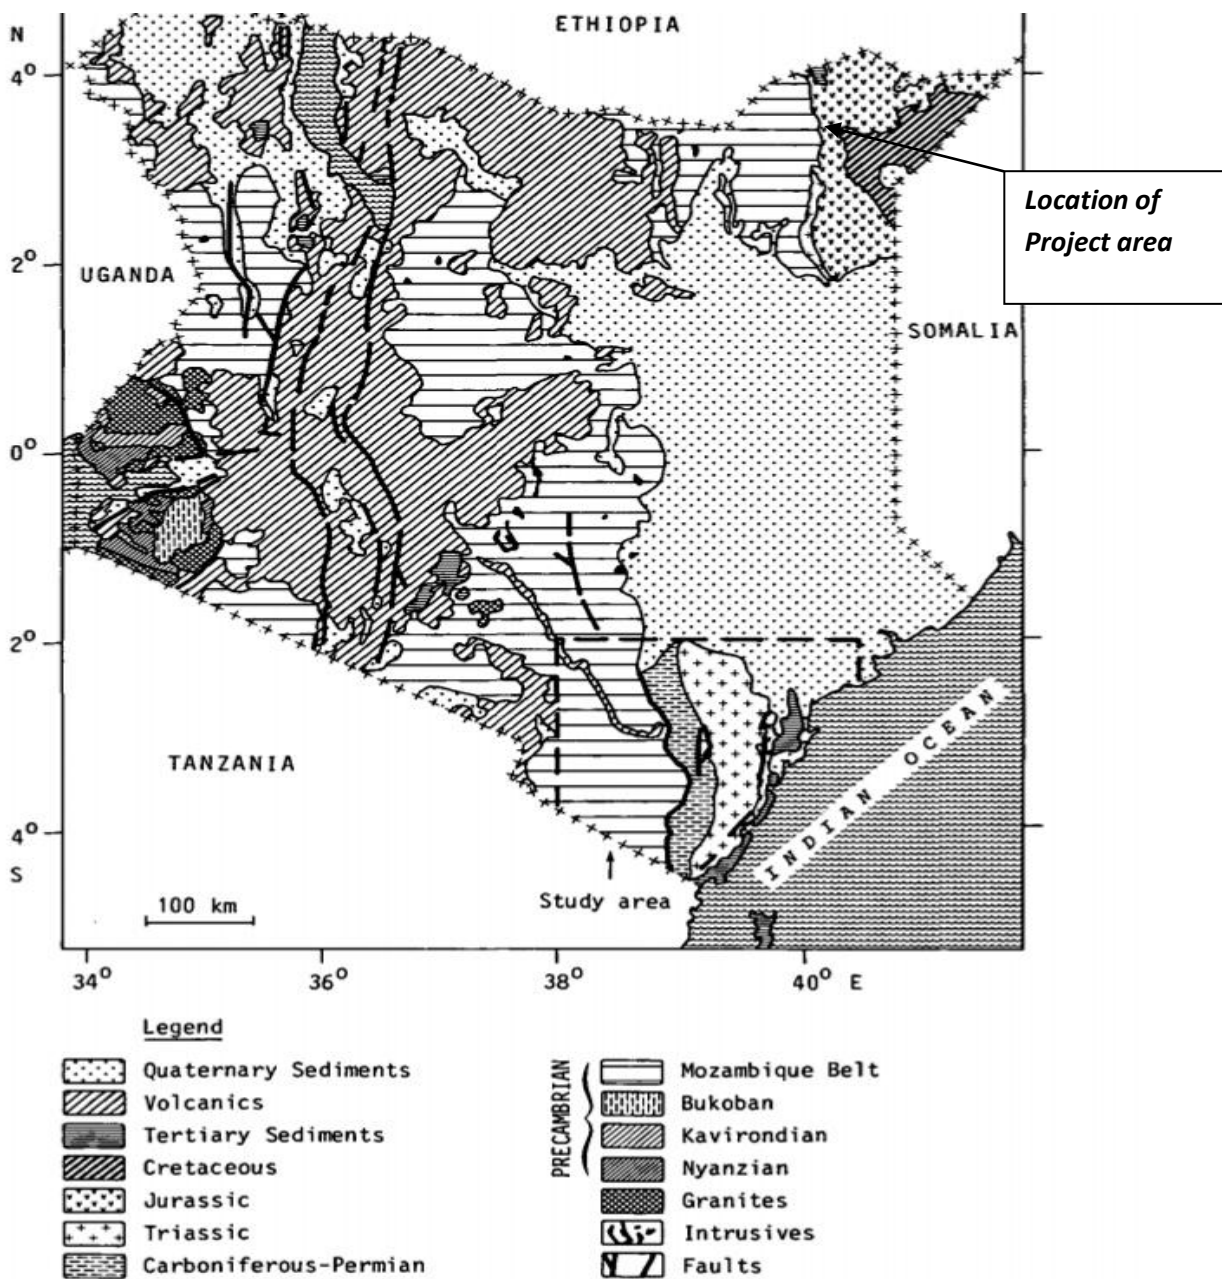 ETHIOPIA
N
4°
Location of
Project area
2°
UGANDA
SOMALIA
0°
2°
TANZANIA
INDIAN OCEAN
4°
S
Study area
100 km
34°
36°
38°
40° E
Legend
Quaternary Sediments
Volcanics
Tertiary Sediments
Cretaceous
Jurassic
Triassic
Carboniferous-Permian
PRECAMBRIAN
Mozambique Belt
Bukoban
Kavirondian
Nyanzian
Granites
Intrusives
Faults